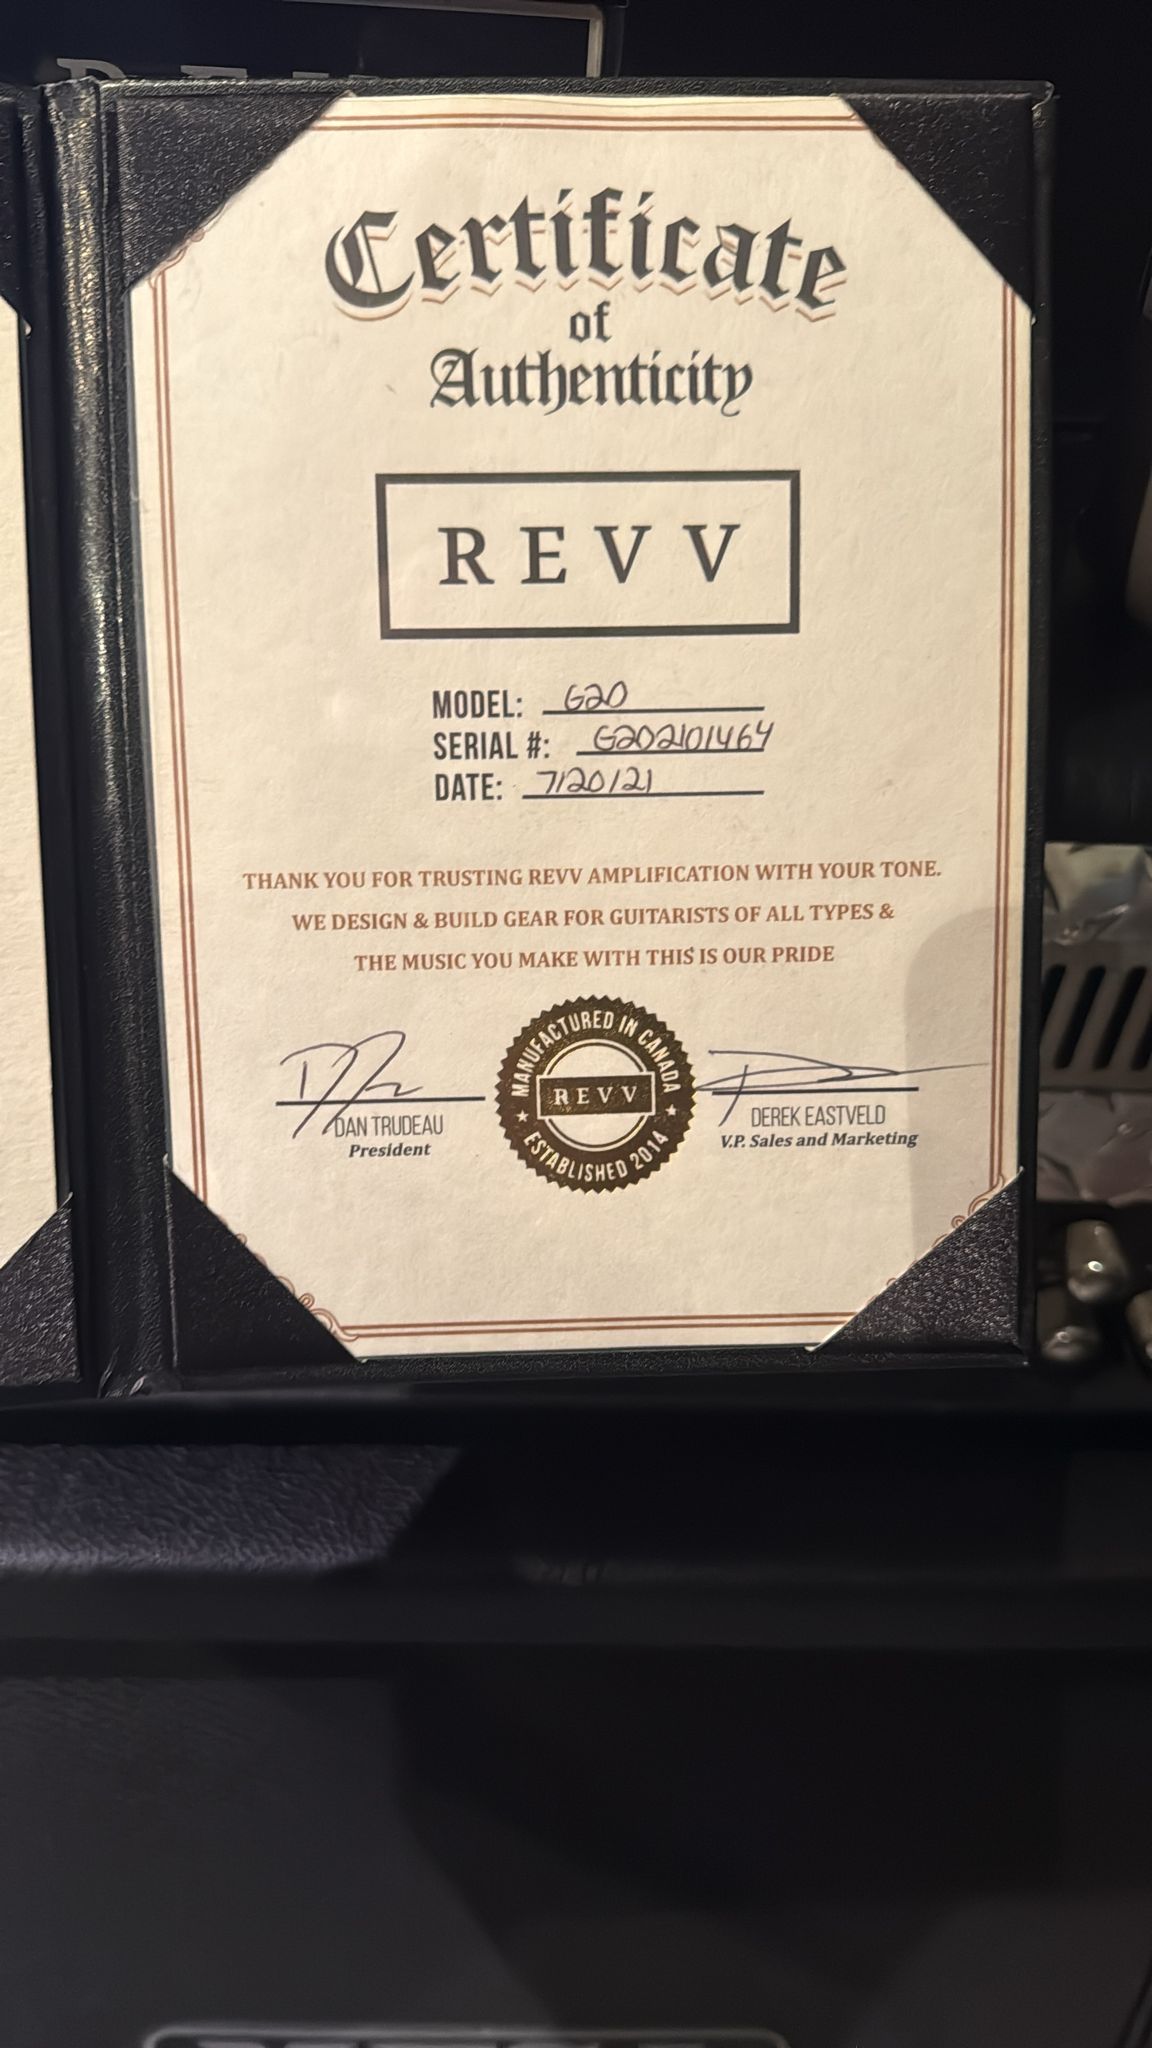 Certificate
of
Authenticity
REVV
MODEL: G20
SERIAL #: G202101464
DATE: 7/20/21
THANK YOU FOR TRUSTING REVV AMPLIFICATION WITH YOUR TONE.
WE DESIGN & BUILD GEAR FOR GUITARISTS OF ALL TYPES &
THE MUSIC YOU MAKE WITH THIS IS OUR PRIDE
DAN TRUDEAU
President
MANUFACTURED IN CANADA
REVV
ESTABLISHED 2014
DEREK EASTVELD
V.P. Sales and Marketing